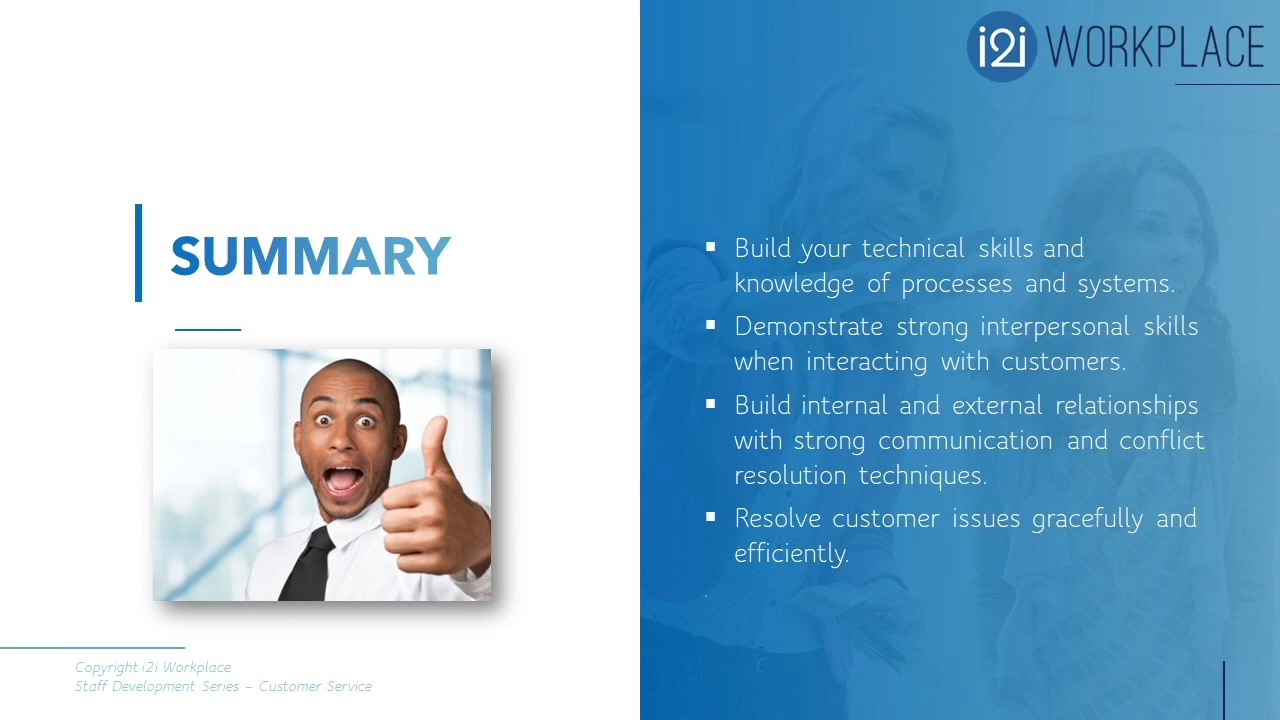 i2i WORKPLACE
SUMMARY
▪ Build your technical skills and
knowledge of processes and systems.
▪ Demonstrate strong interpersonal skills
when interacting with customers.
▪ Build internal and external relationships
with strong communication and conflict
resolution techniques.
▪ Resolve customer issues gracefully and
efficiently.
Copyright i2i Workplace
Staff Development Series – Customer Service